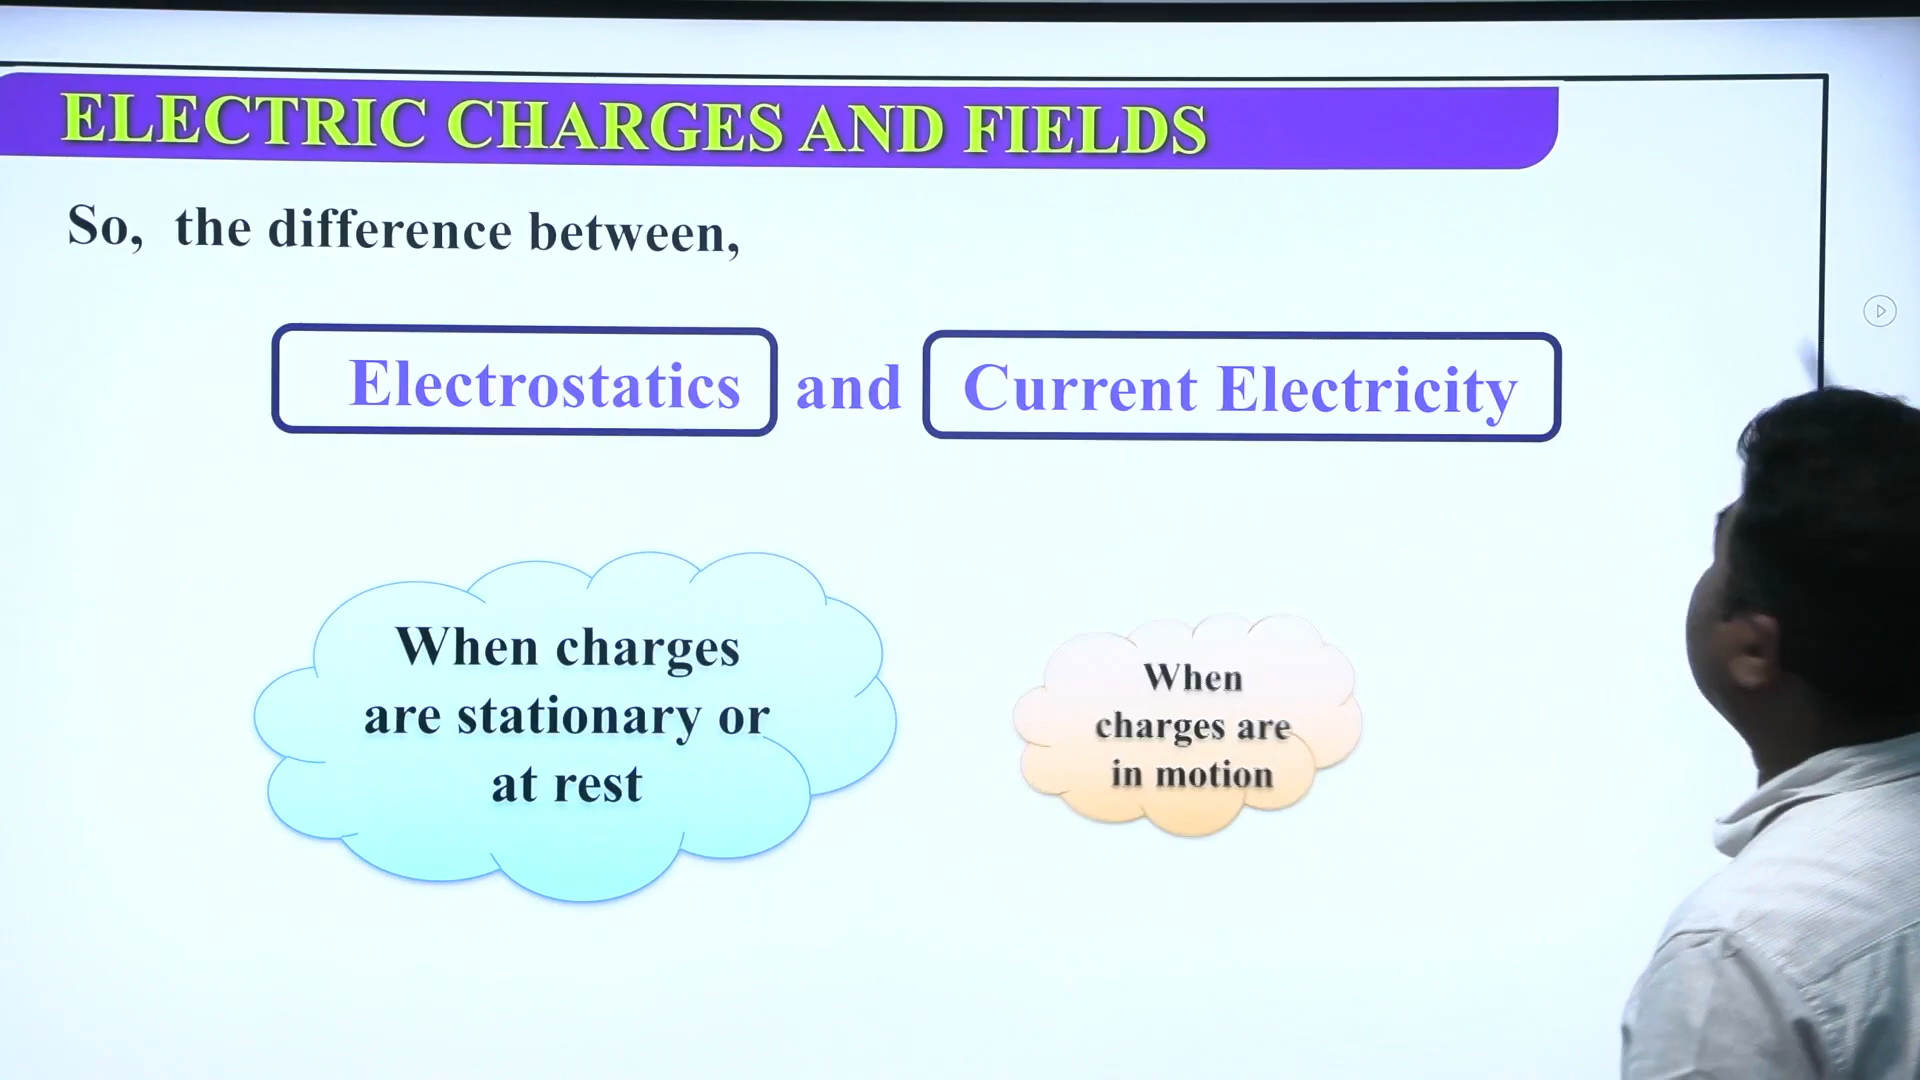 ELECTRIC CHARGES AND FIELDS
So, the difference between,
Electrostatics and Current Electricity
When charges
are stationary or
at rest
When
charges are
in motion